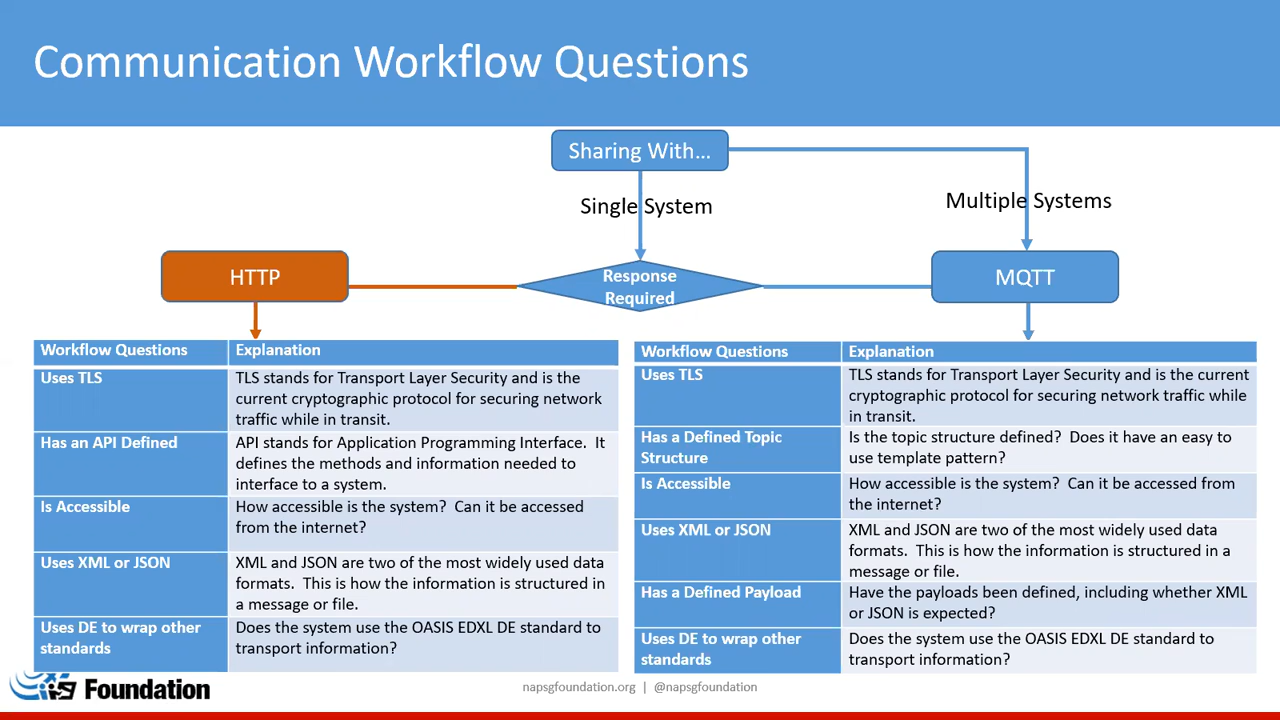 Communication Workflow Questions
Sharing With...
Single System
Multiple Systems
HTTP
Response
Required
MQTT
Workflow Questions
Explanation
Uses TLS
TLS stands for Transport Layer Security and is the
current cryptographic protocol for securing network
traffic while in transit.
Has an API Defined
API stands for Application Programming Interface.  It
defines the methods and information needed to
interface to a system.
Is Accessible
How accessible is the system?  Can it be accessed
from the internet?
Uses XML or JSON
XML and JSON are two of the most widely used data
formats.  This is how the information is structured in
a message or file.
Uses DE to wrap other
standards
Does the system use the OASIS EDXL DE standard to
transport information?
Workflow Questions
Explanation
Uses TLS
TLS stands for Transport Layer Security and is the current
cryptographic protocol for securing network traffic while
in transit.
Has a Defined Topic
Structure
Is the topic structure defined?  Does it have an easy to
use template pattern?
Is Accessible
How accessible is the system?  Can it be accessed from
the internet?
Uses XML or JSON
XML and JSON are two of the most widely used data
formats.  This is how the information is structured in a
message or file.
Has a Defined Payload
Have the payloads been defined, including whether XML
or JSON is expected?
Uses DE to wrap other
standards
Does the system use the OASIS EDXL DE standard to
transport information?
Foundation
napsgfoundation.org | @napsgfoundation